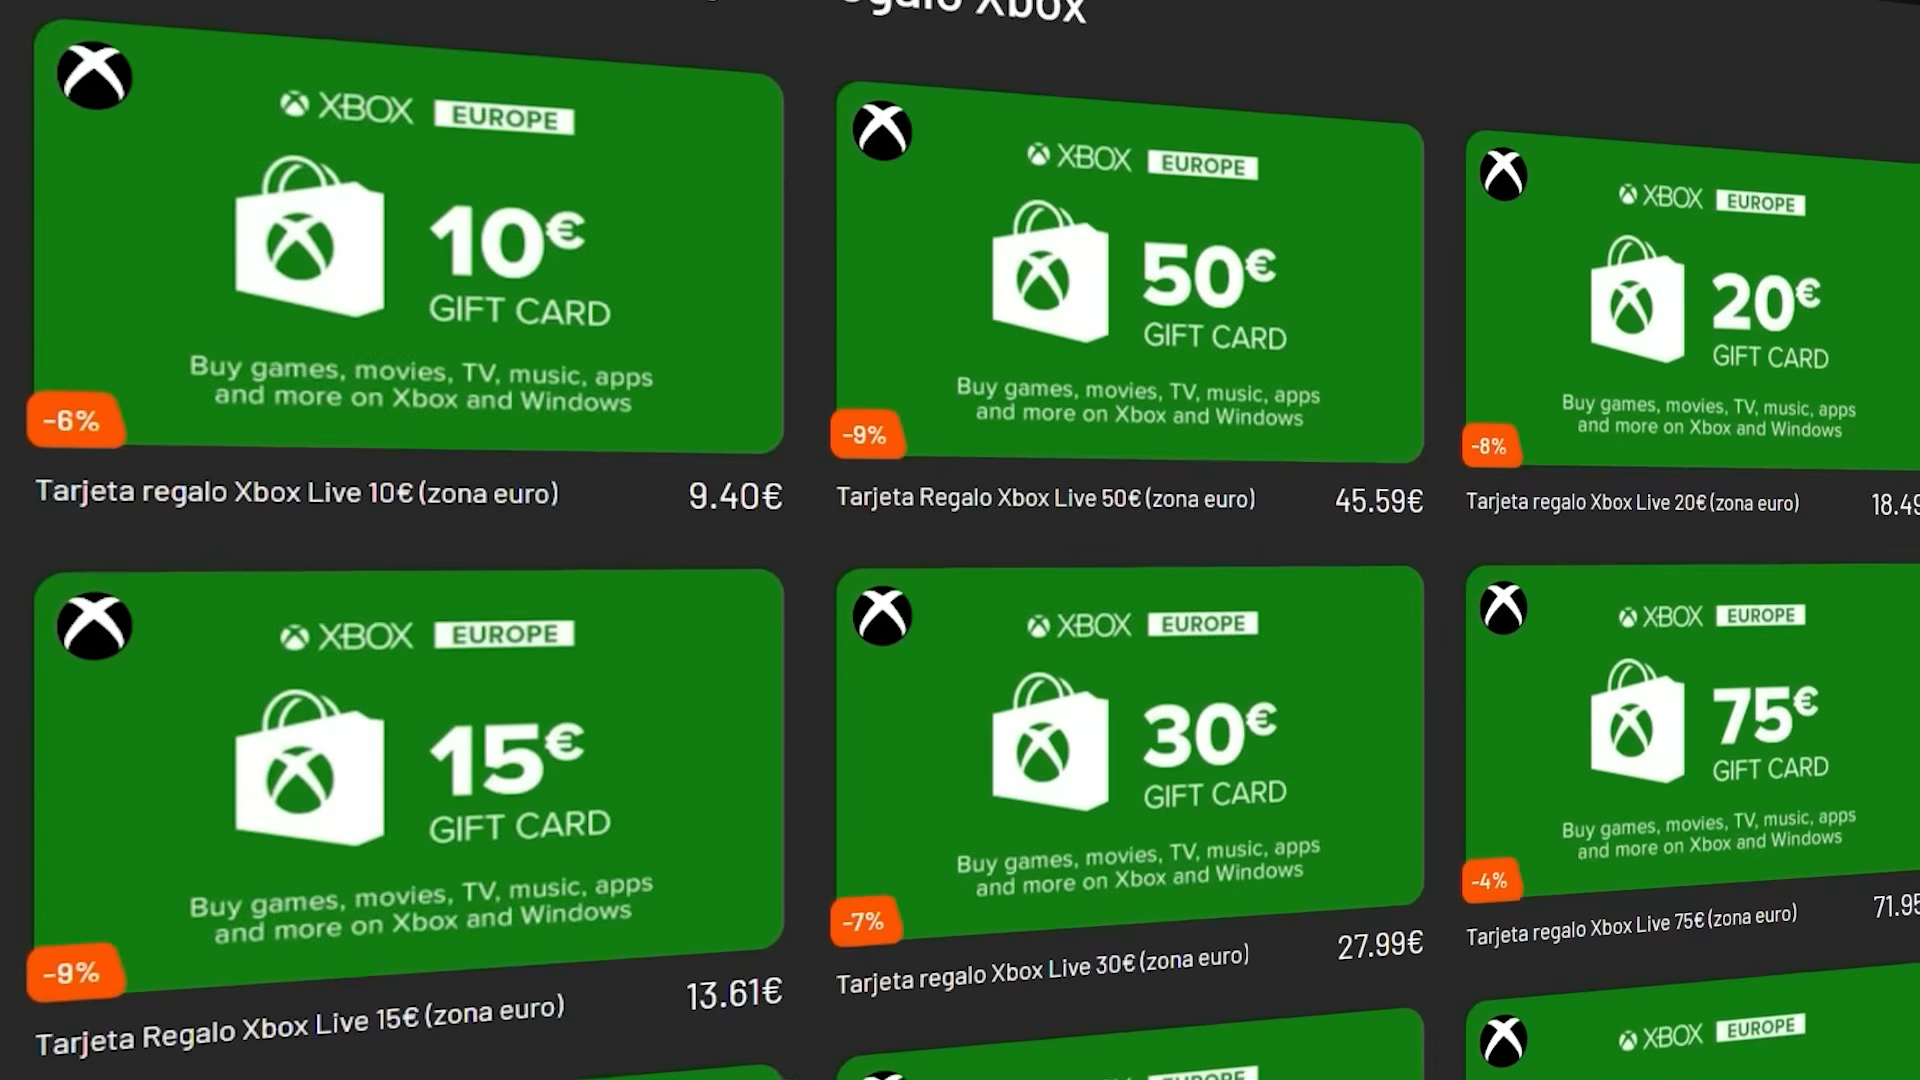 regalo Xbox
XBOX EUROPE
10€
GIFT CARD
Buy games, movies, TV, music, apps
and more on Xbox and Windows
-6%
Tarjeta regalo Xbox Live 10€ (zona euro) 9.40€
XBOX EUROPE
50€
GIFT CARD
Buy games, movies, TV, music, apps
and more on Xbox and Windows
-9%
Tarjeta Regalo Xbox Live 50€ (zona euro) 45.59€
XBOX EUROPE
20€
GIFT CARD
Buy games, movies, TV, music, apps
and more on Xbox and Windows
-8%
Tarjeta regalo Xbox Live 20€ (zona euro) 18.49
XBOX EUROPE
15€
GIFT CARD
Buy games, movies, TV, music, apps
and more on Xbox and Windows
-9%
Tarjeta Regalo Xbox Live 15€ (zona euro) 13.61€
XBOX EUROPE
30€
GIFT CARD
Buy games, movies, TV, music, apps
and more on Xbox and Windows
-7%
Tarjeta regalo Xbox Live 30€ (zona euro) 27.99€
XBOX EUROPE
75€
GIFT CARD
Buy games, movies, TV, music, apps
and more on Xbox and Windows
-4%
Tarjeta regalo Xbox Live 75€ (zona euro) 71.95
EUROPE
XBOX EUROPE